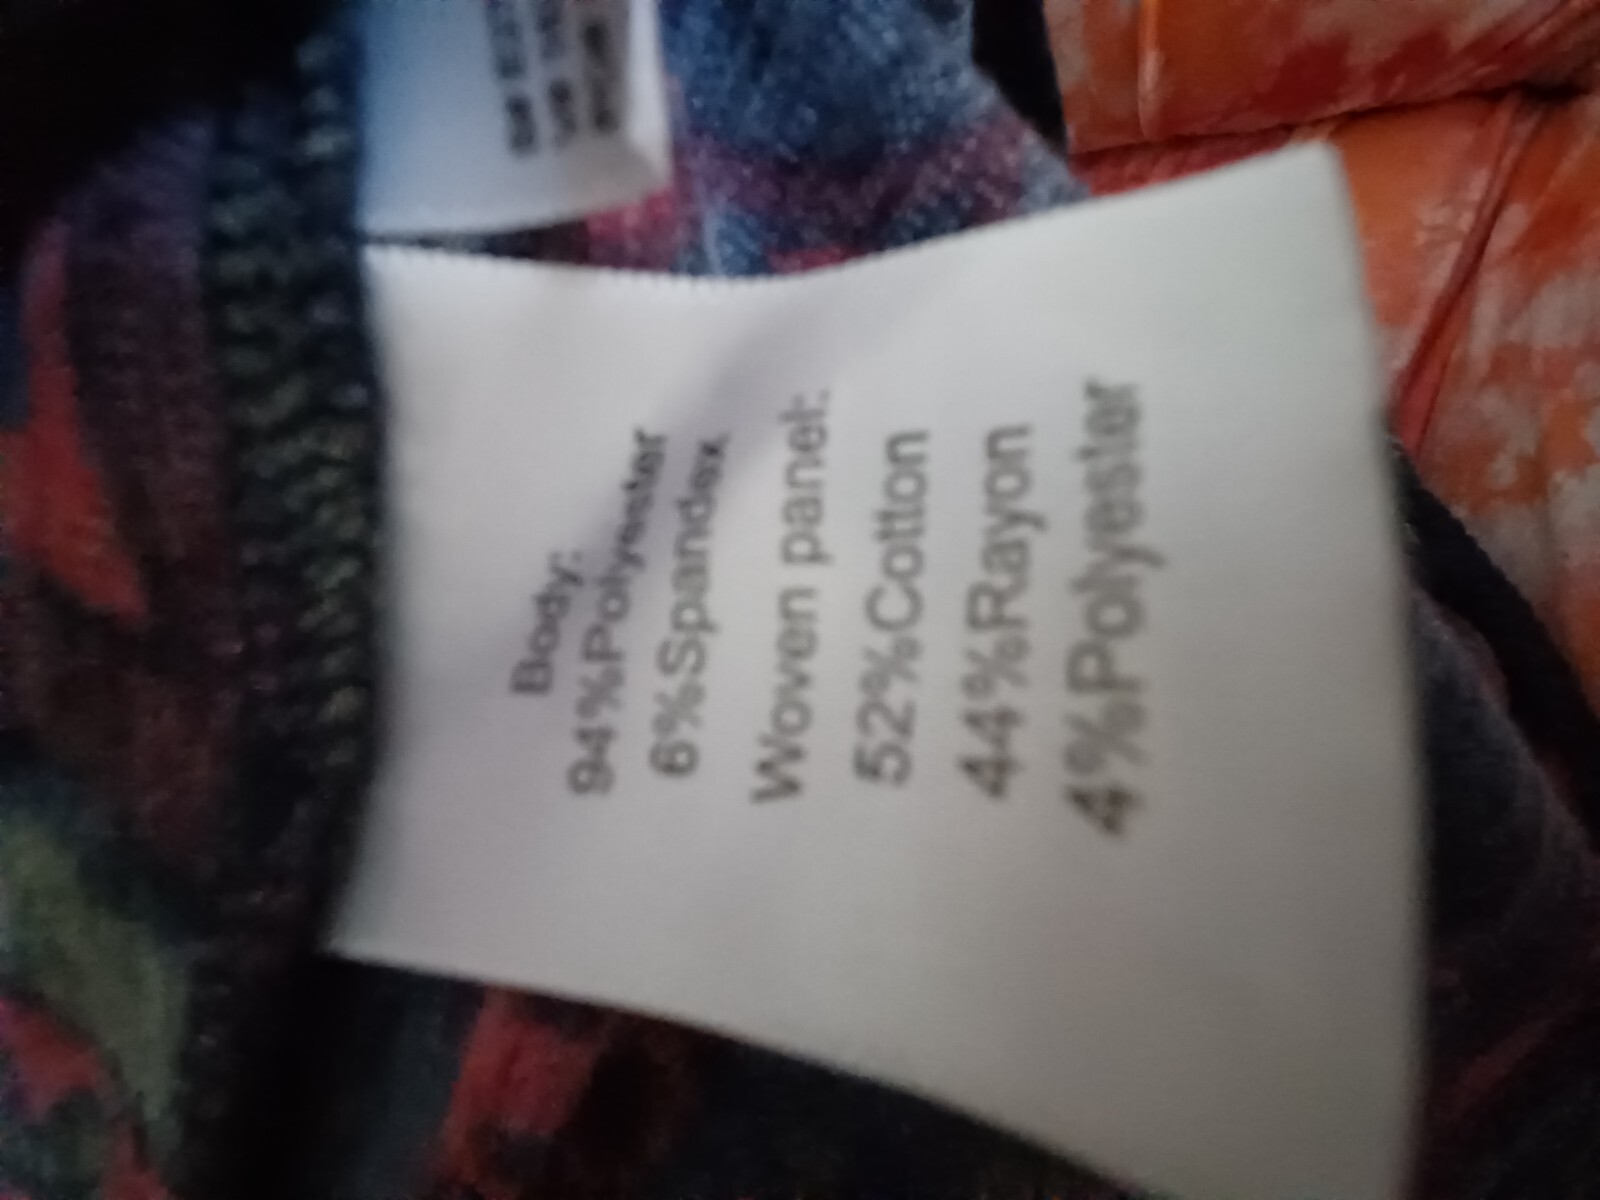 Body:
94%Polyester
6%Spandex
Woven panel:
52%Cotton
44%Rayon
4%Polyester